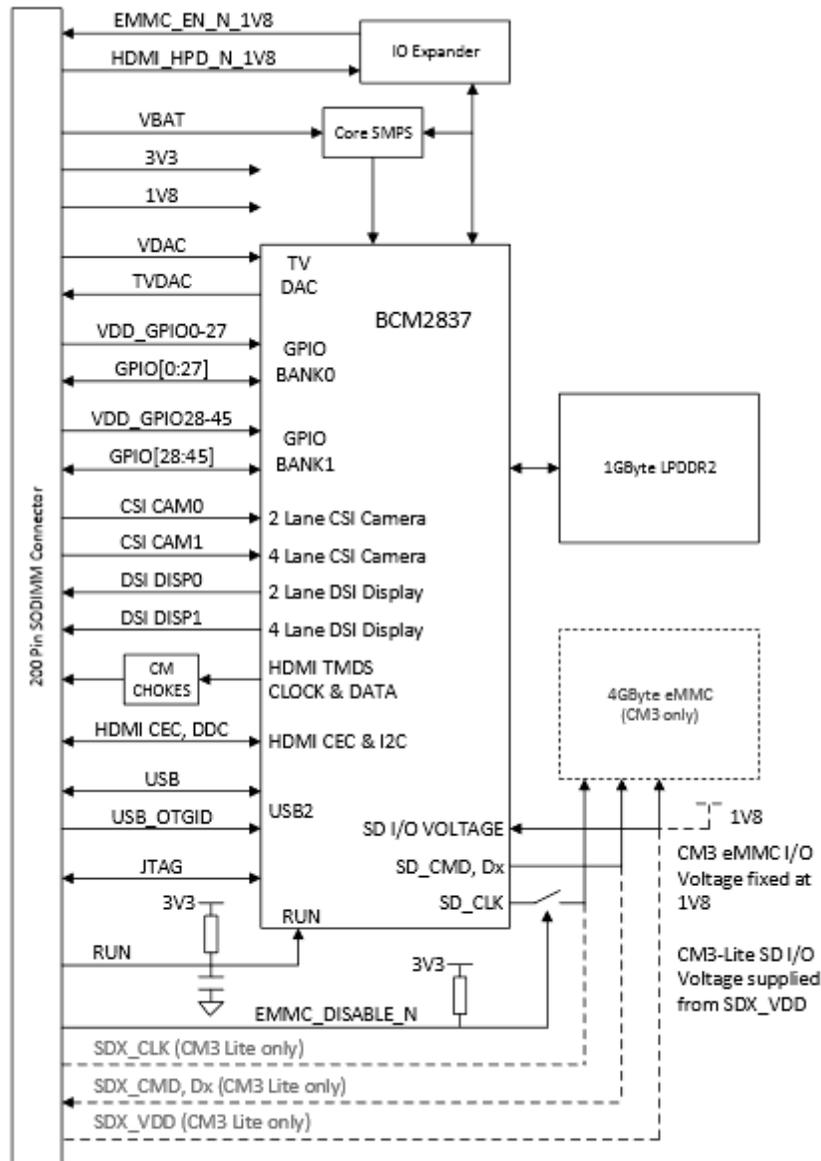 EMMC_EN_N_1V8
IO Expander
HDMI_HPD_N_1V8
VBAT
Core SMPS
3V3
1V8
VDAC
TV
DAC
TVDAC
BCM2837
VDD_GPIO0-27
GPIO
BANK0
GPIO[0:27]
VDD_GPIO28-45
GPIO
BANK1
GPIO[28:45]
1GByte LPDDR2
200 Pin SODIMM Connector
CSI CAM0
2 Lane CSI Camera
CSI CAM1
4 Lane CSI Camera
DSI DISP0
2 Lane DSI Display
DSI DISP1
4 Lane DSI Display
CM
CHOKES
HDMI TMDS
CLOCK & DATA
4GByte eMMC
(CM3 only)
HDMI CEC, DDC
HDMI CEC & I2C
USB
USB2
USB_OTGID
SD I/O VOLTAGE
1V8
SD_CMD, Dx
CM3 eMMC I/O
Voltage fixed at
1V8
JTAG
SD_CLK
3V3
RUN
RUN
3V3
CM3-Lite SD I/O
Voltage supplied
from SDX_VDD
EMMC_DISABLE_N
SDX_CLK (CM3 Lite only)
SDX_CMD, Dx (CM3 Lite only)
SDX_VDD (CM3 Lite only)